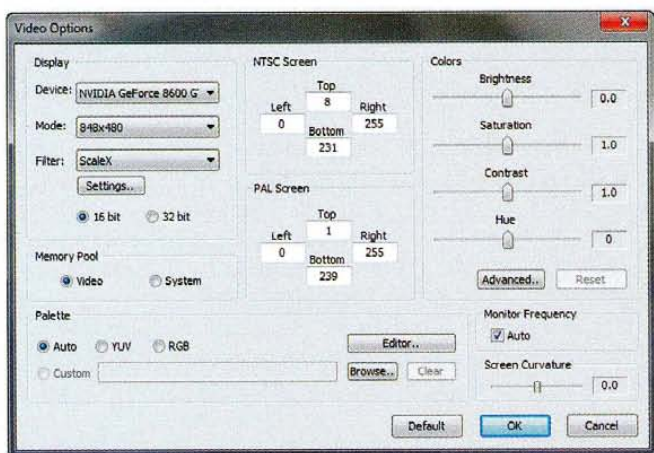 Video Options
Display
Device: NVIDIA GeForce 8600 G
Mode: 848x480
Filter: ScaleX
Settings..
16 bit 32 bit
Memory Pool
Video System
NTSC Screen
Top
8
Left Right
0 255
Bottom
231
PAL Screen
Top
1
Left Right
0 255
Bottom
239
Colors
Brightness
0.0
Saturation
1.0
Contrast
1.0
Hue
0
Advanced.. Reset
Palette
Auto YUV RGB Editor..
Custom Browse.. Clear
Monitor Frequency
Auto
Screen Curvature
0.0
Default OK Cancel